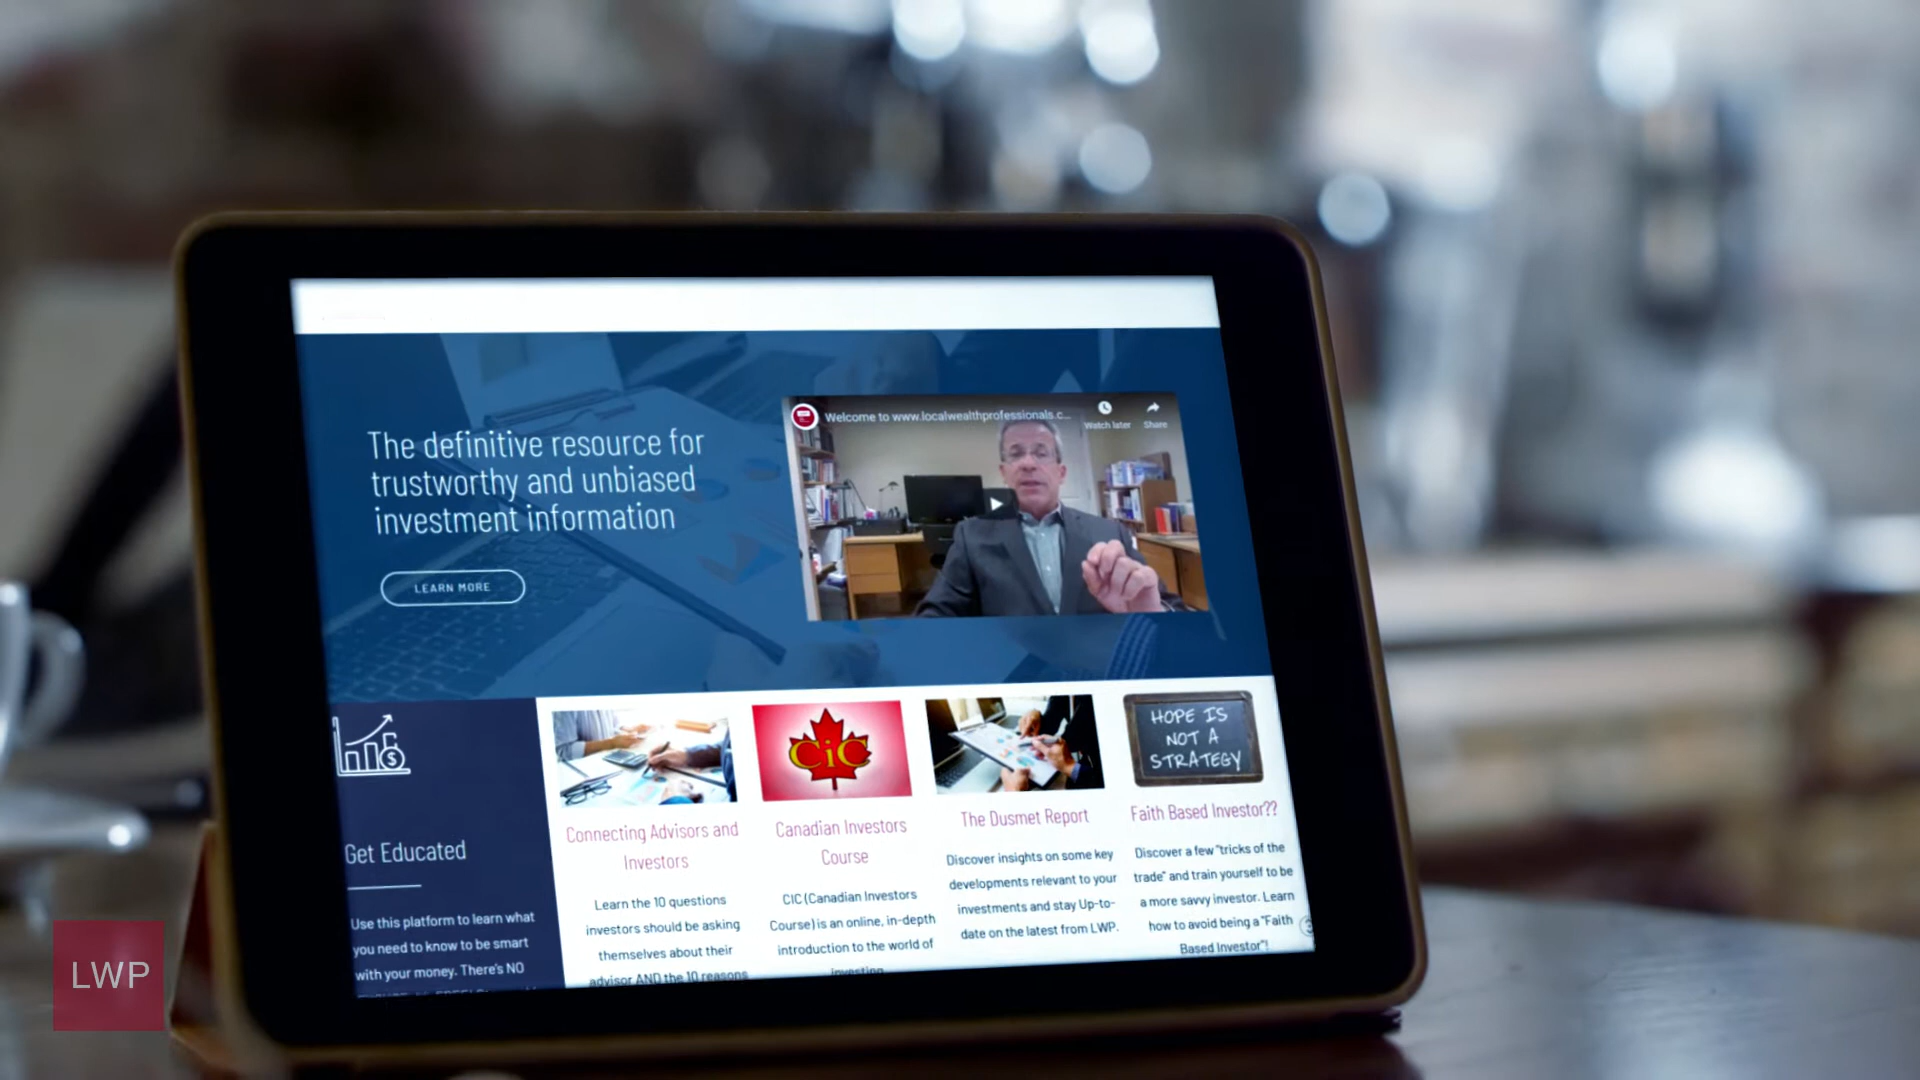 The definitive resource for
trustworthy and unbiased
investment information
LEARN MORE
Welcome to www.localwealthprofessionals.c...
Watch later
Share
Get Educated
Use this platform to learn what
you need to know to be smart
with your money. There's NO
Connecting Advisors and
Investors
Learn the 10 questions
investors should be asking
themselves about their
advisor AND the 10 reasons
CiC
Canadian Investors
Course
CIC (Canadian Investors
Course) is an online, in-depth
introduction to the world of
investing
The Dusmet Report
Discover insights on some key
developments relevant to your
investments and stay Up-to-
date on the latest from LWP.
HOPE IS
NOT A
STRATEGY
Faith Based Investor??
Discover a few "tricks of the
trade" and train yourself to be
a more savvy investor. Learn
how to avoid being a "Faith
Based Investor"!
LWP